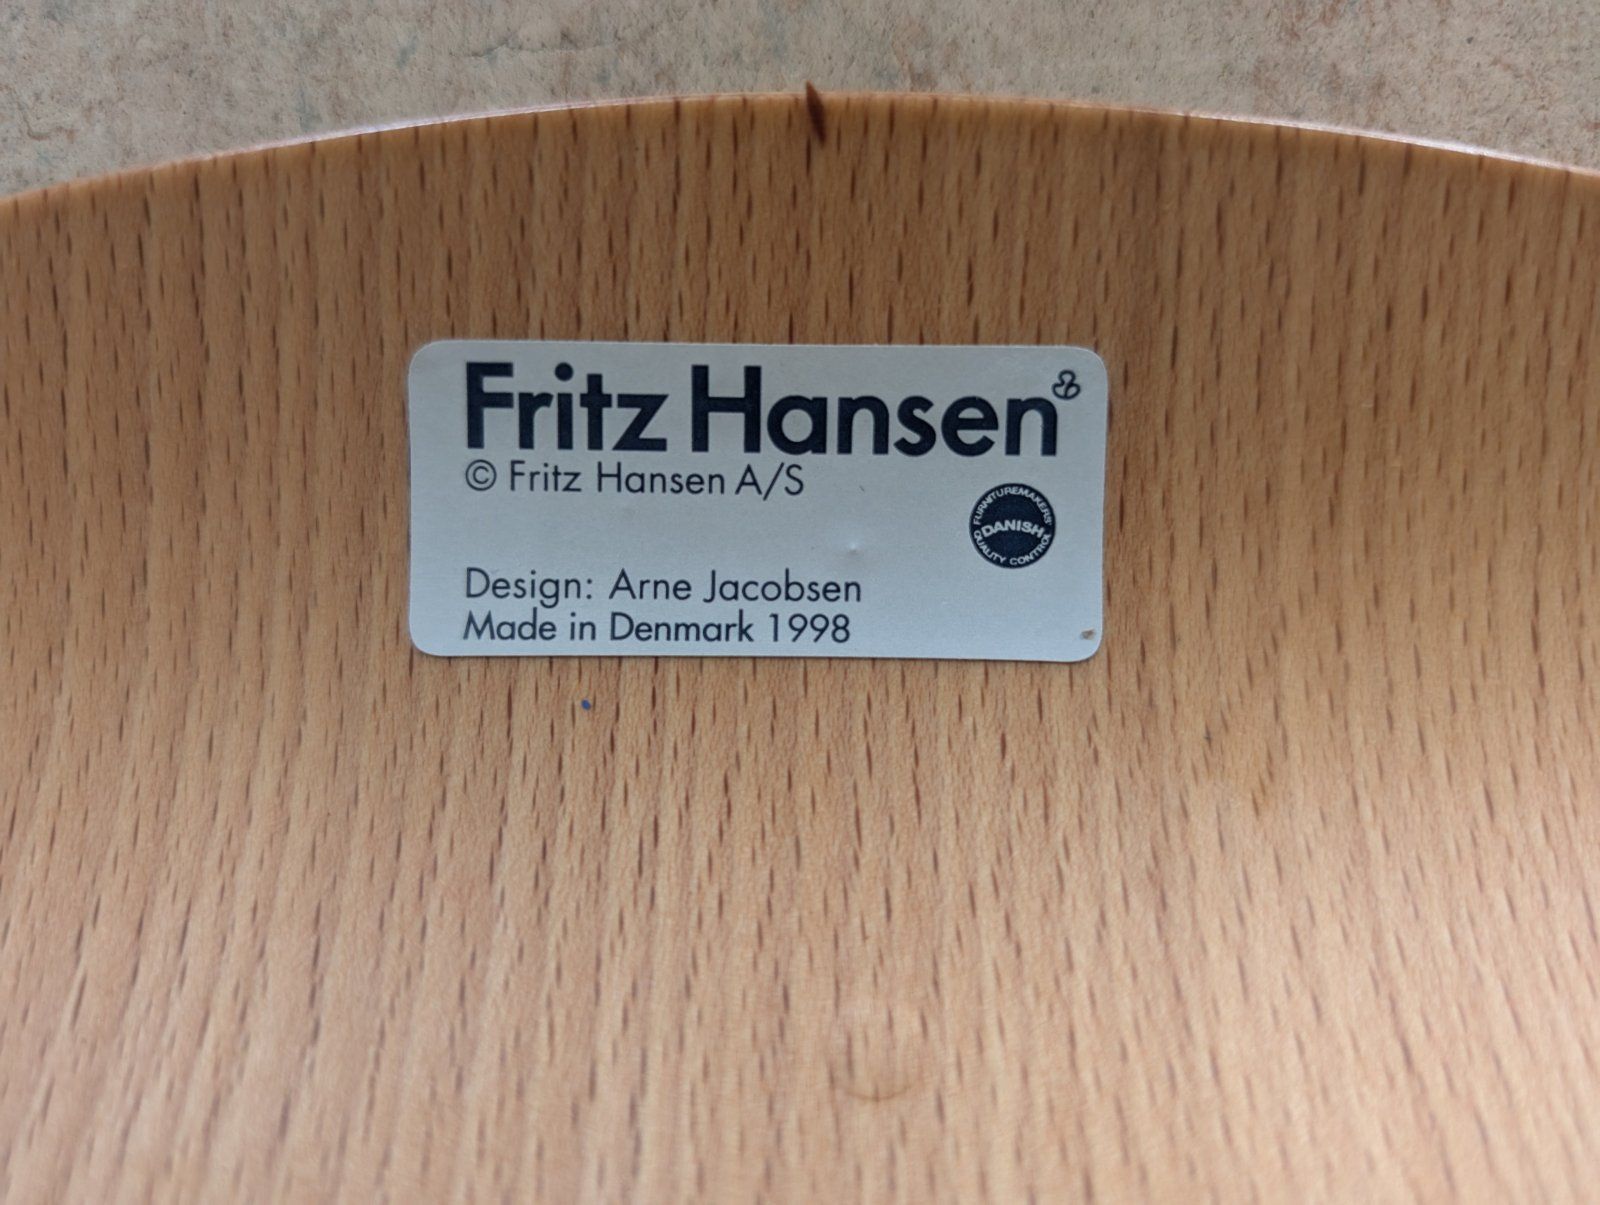 Fritz Hansen
© Fritz Hansen A/S
FURNITUREMAKERS'
DANISH
QUALITY CONTROL
Design: Arne Jacobsen
Made in Denmark 1998